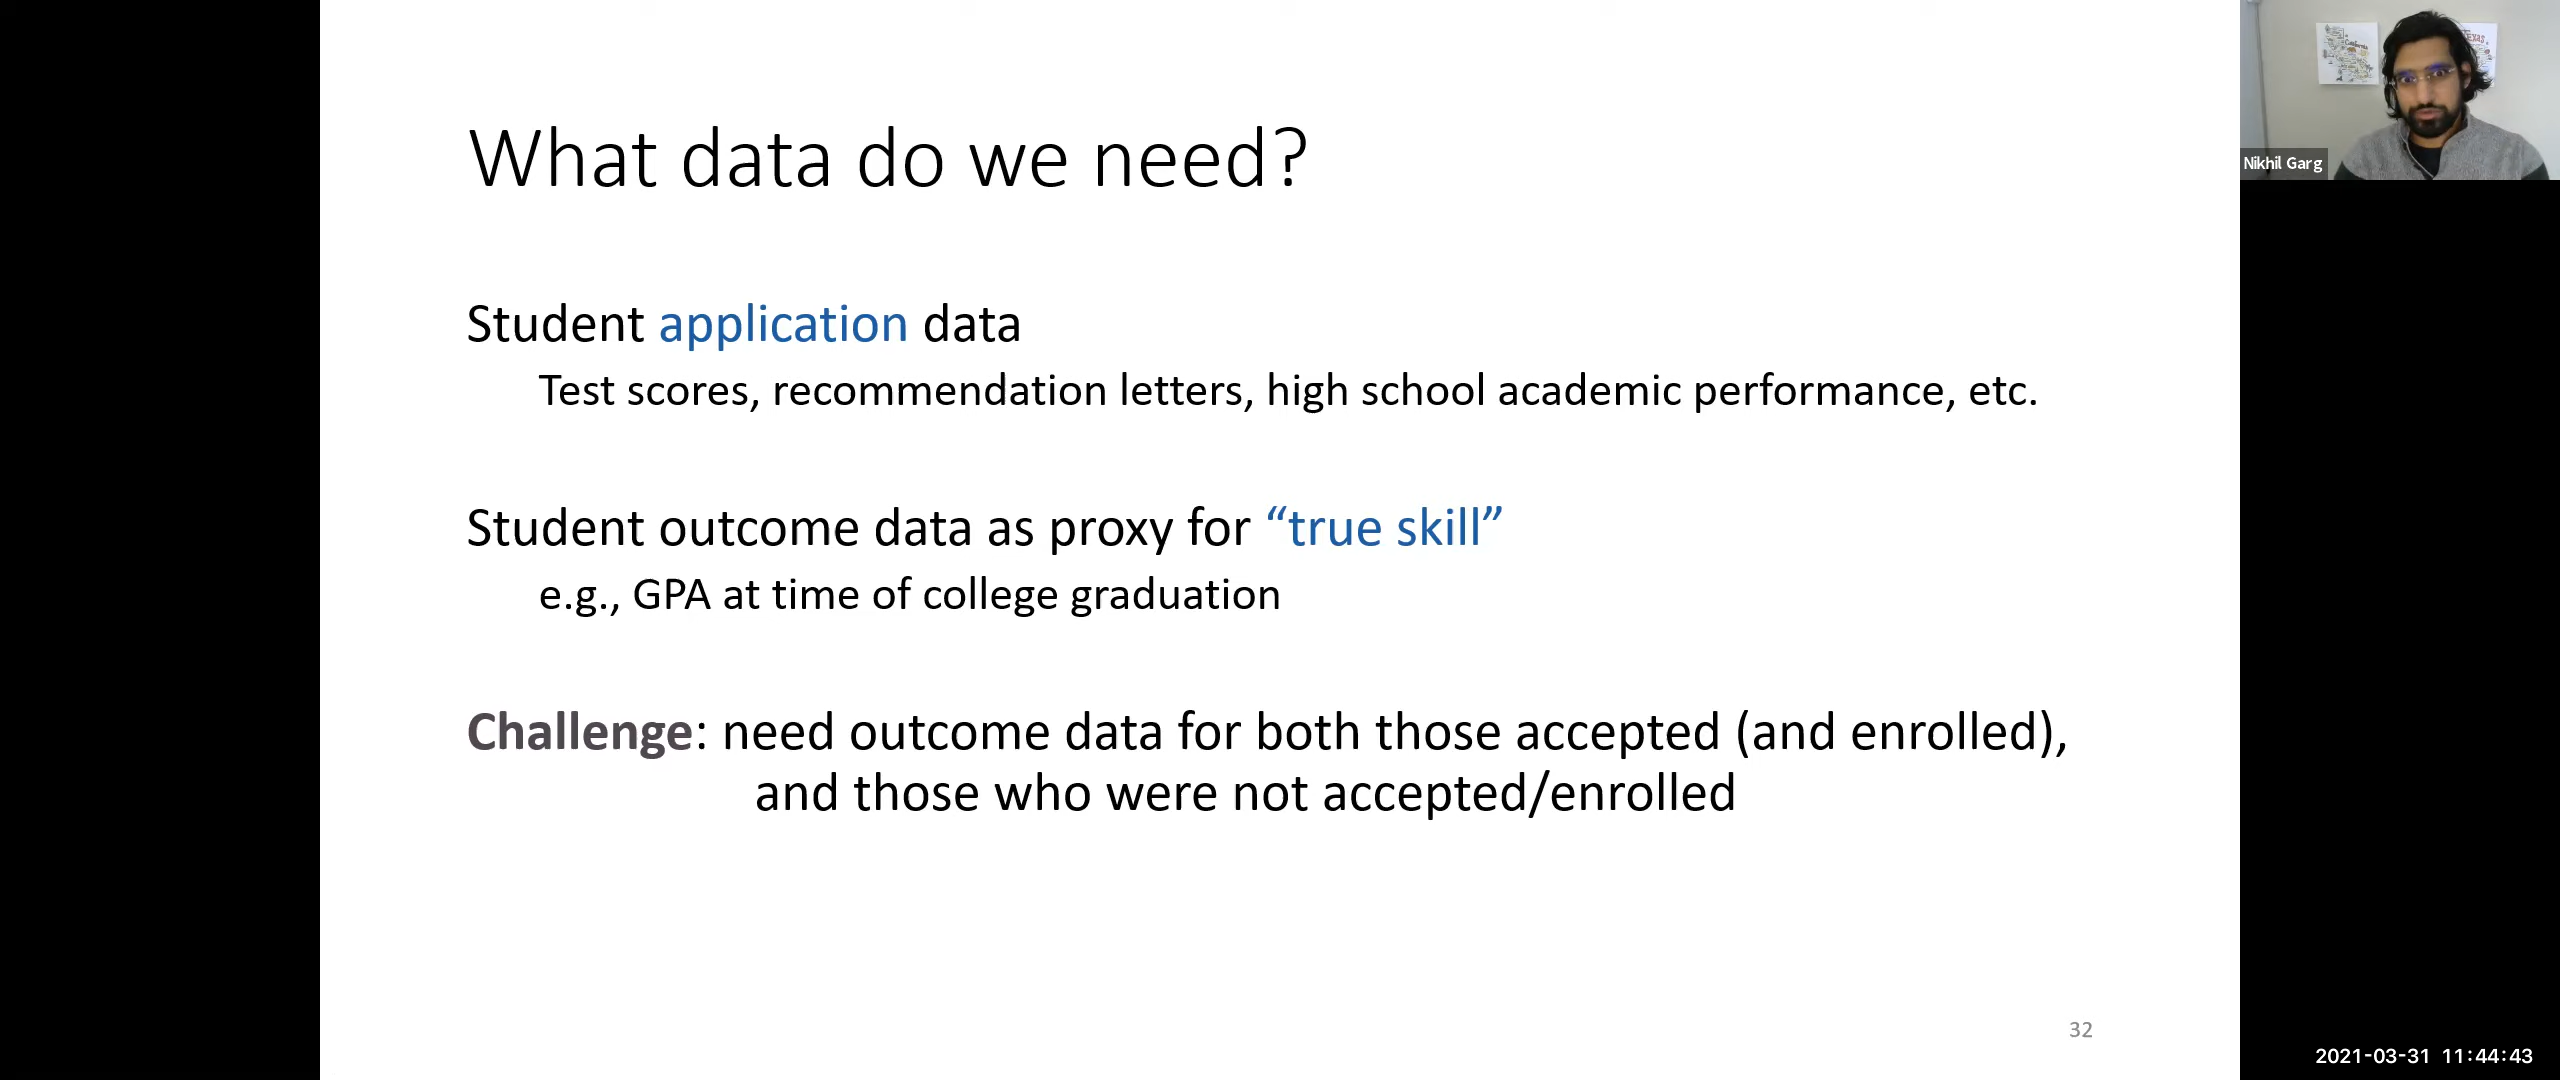 What data do we need?
Student application data
Test scores, recommendation letters, high school academic performance, etc.
Student outcome data as proxy for “true skill”
e.g., GPA at time of college graduation
Challenge: need outcome data for both those accepted (and enrolled),
and those who were not accepted/enrolled
32
Nikhil Garg
2021-03-31 11:44:43